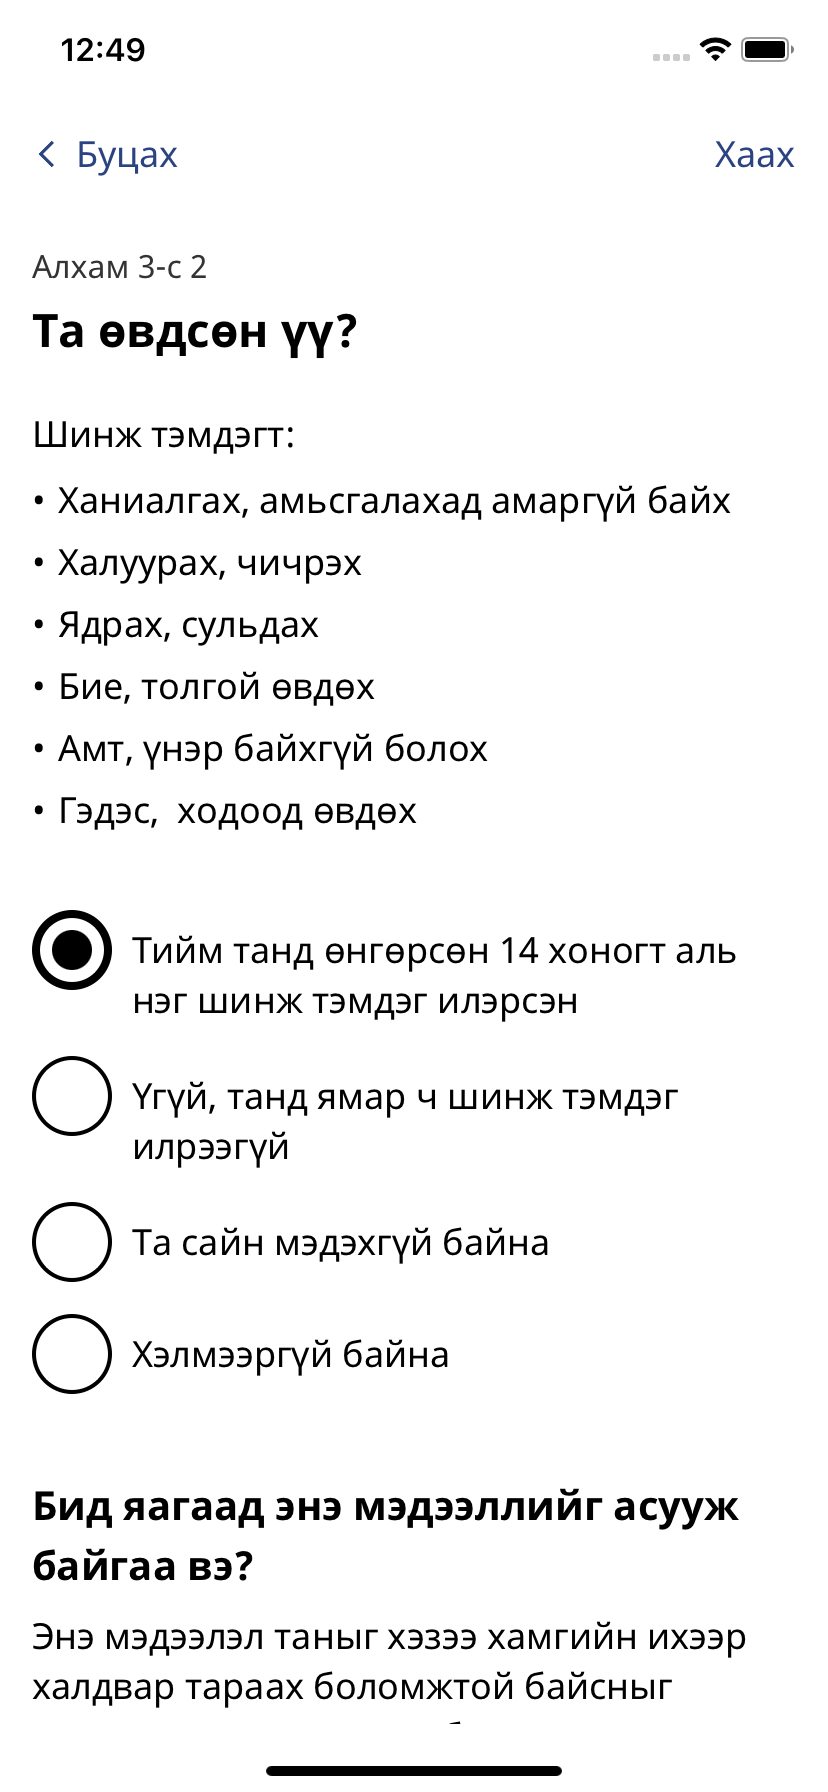 12:49
Буцах
Хаах
Алхам 3-с 2
Та өвдсөн үү?
Шинж тэмдэгт:
• Ханиалгах, амьсгалахад амаргүй байх
• Халуурах, чичрэх
• Ядрах, сульдах
• Бие, толгой өвдөх
• Амт, үнэр байхгүй болох
• Гэдэс,  ходоод өвдөх
Тийм танд өнгөрсөн 14 хоногт аль
нэг шинж тэмдэг илэрсэн
Үгүй, танд ямар ч шинж тэмдэг
илрээгүй
Та сайн мэдэхгүй байна
Хэлмээргүй байна
Бид яагаад энэ мэдээллийг асууж
байгаа вэ?
Энэ мэдээлэл таныг хэзээ хамгийн ихээр
халдвар тараах боломжтой байсныг